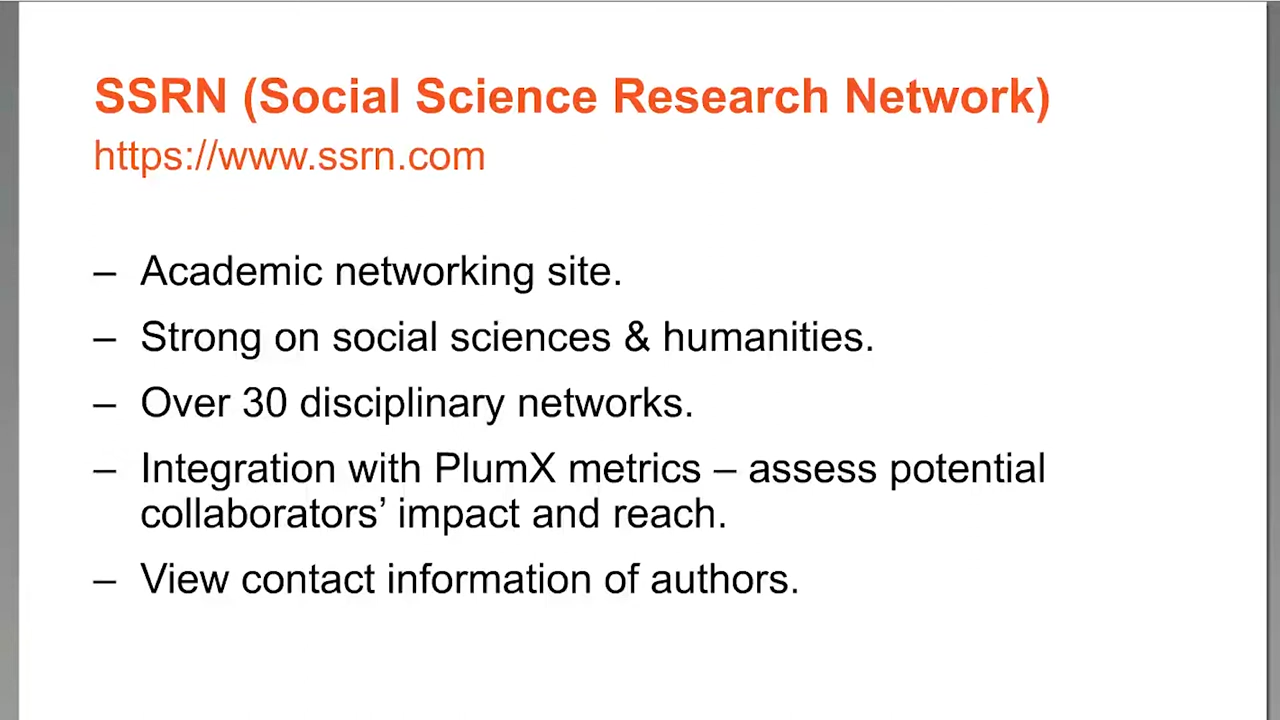 SSRN (Social Science Research Network)
https://www.ssrn.com
– Academic networking site.
– Strong on social sciences & humanities.
– Over 30 disciplinary networks.
– Integration with PlumX metrics – assess potential
collaborators’ impact and reach.
– View contact information of authors.